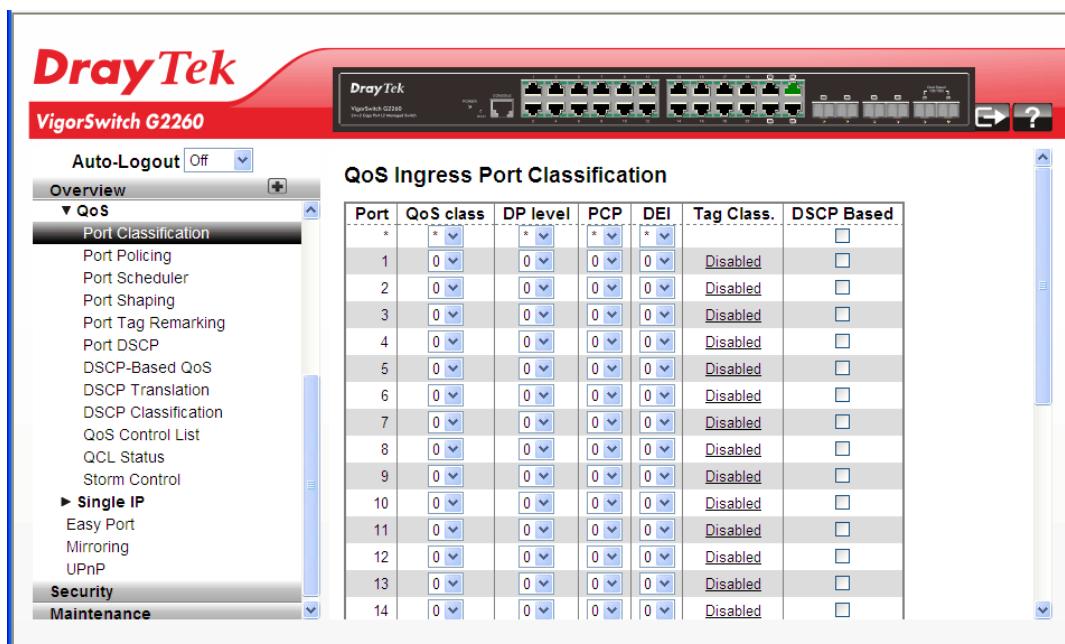 DrayTek
VigorSwitch G2260
DrayTek
VigorSwitch G2260
Auto-Logout Off
Overview
▼ QoS
Port Classification
Port Policing
Port Scheduler
Port Shaping
Port Tag Remarking
Port DSCP
DSCP-Based QoS
DSCP Translation
DSCP Classification
QoS Control List
QCL Status
Storm Control
► Single IP
Easy Port
Mirroring
UPnP
Security
Maintenance
QoS Ingress Port Classification
Port QoS class DP level PCP DEI Tag Class. DSCP Based
* * * * *
1 0 0 0 0 Disabled
2 0 0 0 0 Disabled
3 0 0 0 0 Disabled
4 0 0 0 0 Disabled
5 0 0 0 0 Disabled
6 0 0 0 0 Disabled
7 0 0 0 0 Disabled
8 0 0 0 0 Disabled
9 0 0 0 0 Disabled
10 0 0 0 0 Disabled
11 0 0 0 0 Disabled
12 0 0 0 0 Disabled
13 0 0 0 0 Disabled
14 0 0 0 0 Disabled